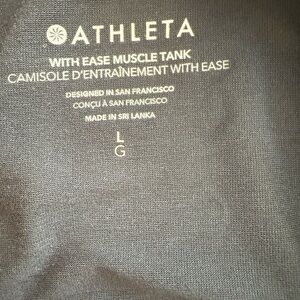 ATHLETA
WITH EASE MUSCLE TANK
CAMISOLE D'ENTRAÎNEMENT WITH EASE
DESIGNED IN SAN FRANCISCO
CONÇU À SAN FRANCISCO
MADE IN SRI LANKA
L
G